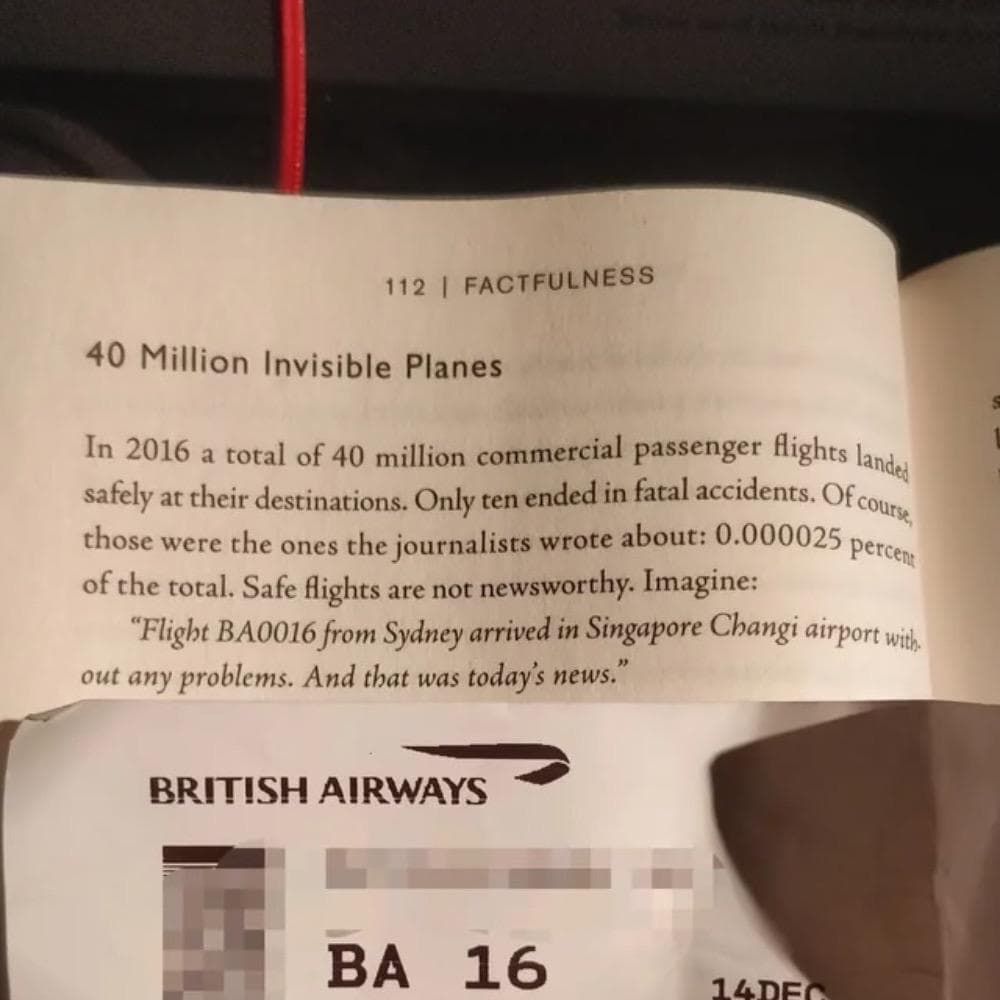 112 | FACTFULNESS
40 Million Invisible Planes
In 2016 a total of 40 million commercial passenger flights landed
safely at their destinations. Only ten ended in fatal accidents. Of course,
those were the ones the journalists wrote about: 0.000025 percent
of the total. Safe flights are not newsworthy. Imagine:
“Flight BA0016 from Sydney arrived in Singapore Changi airport with-
out any problems. And that was today’s news.”
BRITISH AIRWAYS
BA 16
14DEC